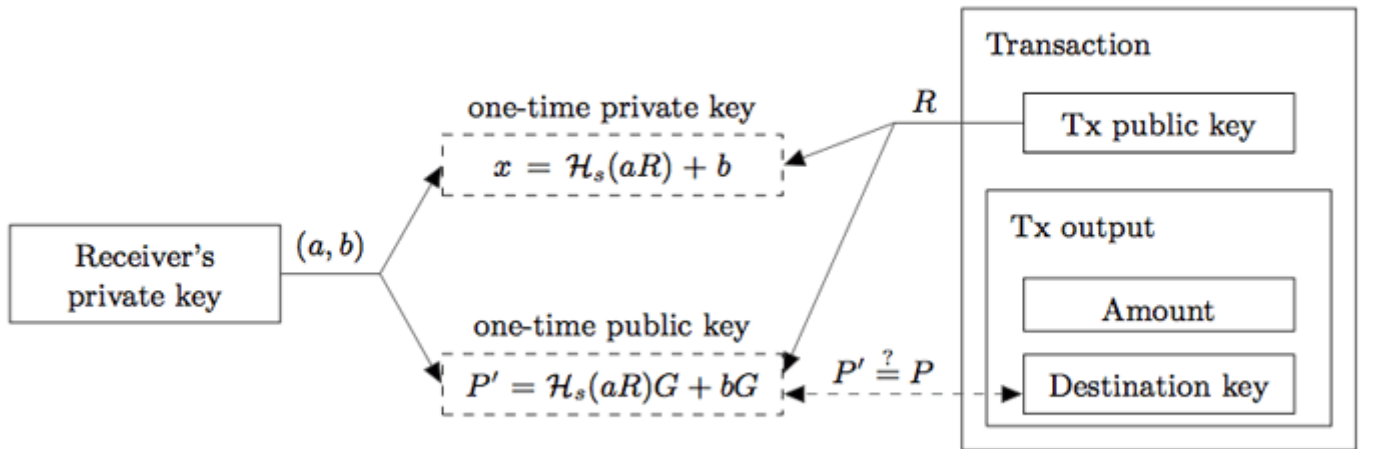 Transaction
one-time private key
R
Tx public key
x = ℋₛ(aR) + b
Tx output
Receiver's
private key
(a, b)
Amount
one-time public key
P′ = ℋₛ(aR)G + bG
P′ ≟ P
Destination key